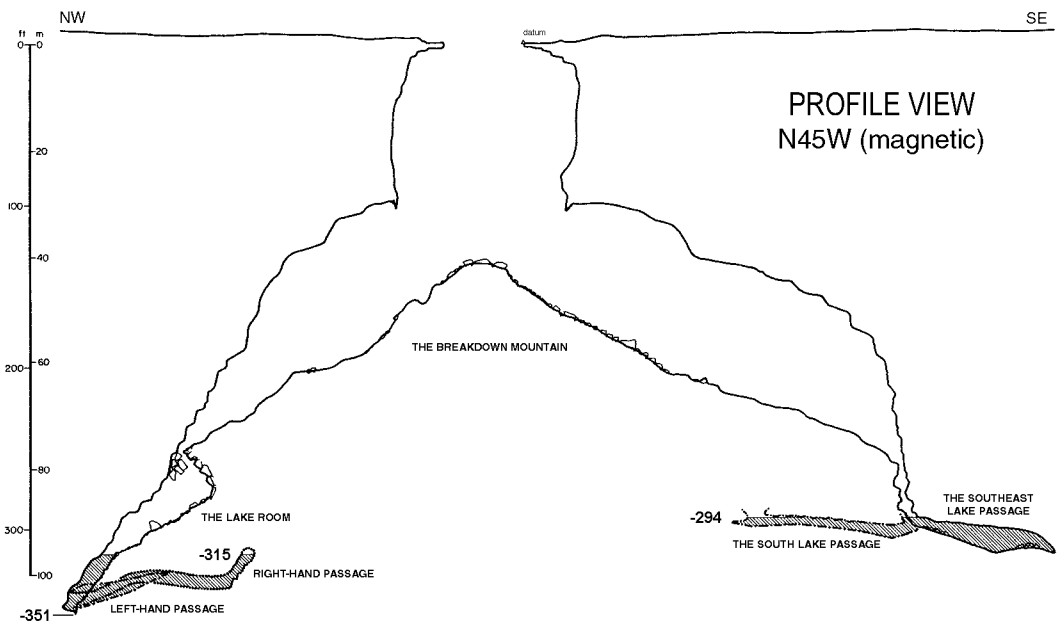 NW
SE
ft m
0 0
datum
PROFILE VIEW
N45W (magnetic)
20
100
40
THE BREAKDOWN MOUNTAIN
200 60
80
THE SOUTHEAST
LAKE PASSAGE
THE LAKE ROOM
-294
300
THE SOUTH LAKE PASSAGE
-315
100
RIGHT-HAND PASSAGE
LEFT-HAND PASSAGE
-351